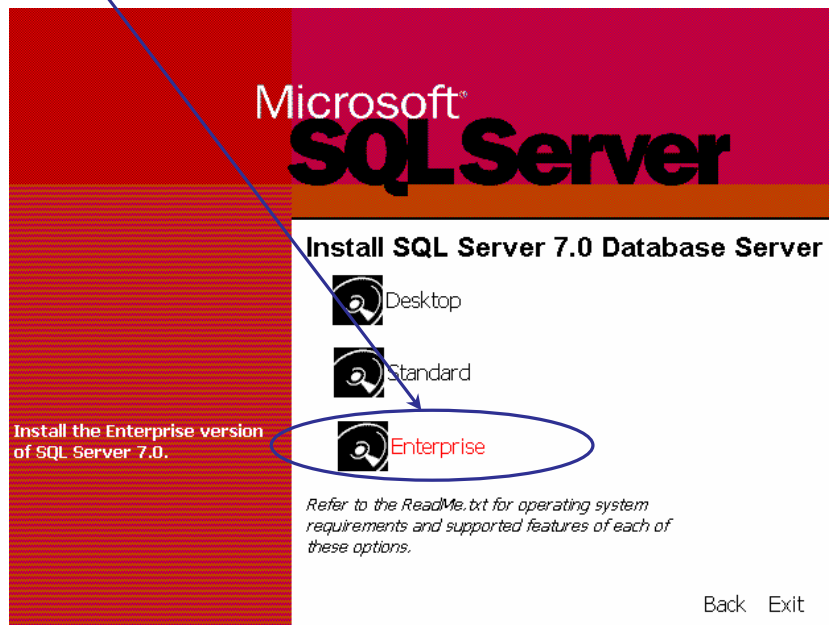 Microsoft®
SQL Server
Install SQL Server 7.0 Database Server
Desktop
Standard
Enterprise
Install the Enterprise version
of SQL Server 7.0.
Refer to the ReadMe.txt for operating system
requirements and supported features of each of
these options.
Back Exit